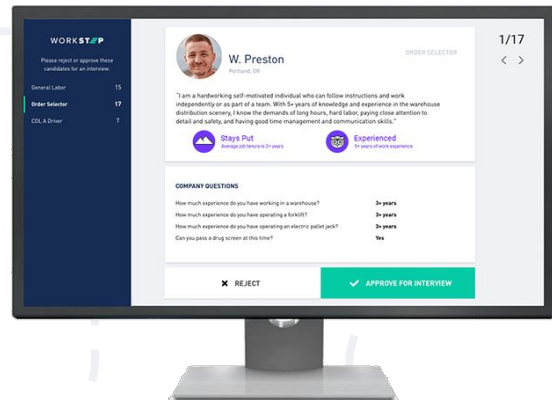 WORKSTEP
Please reject or approve these
candidates for an interview:
General Labor 15
Order Selector 17
CDL A Driver 7
W. Preston
Portland, OR
ORDER SELECTOR
1/17
"I am a hardworking self-motivated individual who can follow instructions and work
independently or as part of a team. With 5+ years of knowledge and experience in the warehouse
distribution scenery, I know the demands of long hours, hard labor, paying close attention to
detail and safety, and having good time management and communication skills."
Stays Put
Average job tenure is 2+ years
Experienced
5+ years of work experience
COMPANY QUESTIONS
How much experience do you have working in a warehouse? 3+ years
How much experience do you have operating a forklift? 3+ years
How much experience do you have operating an electric pallet jack? 3+ years
Can you pass a drug screen at this time? Yes
REJECT
APPROVE FOR INTERVIEW